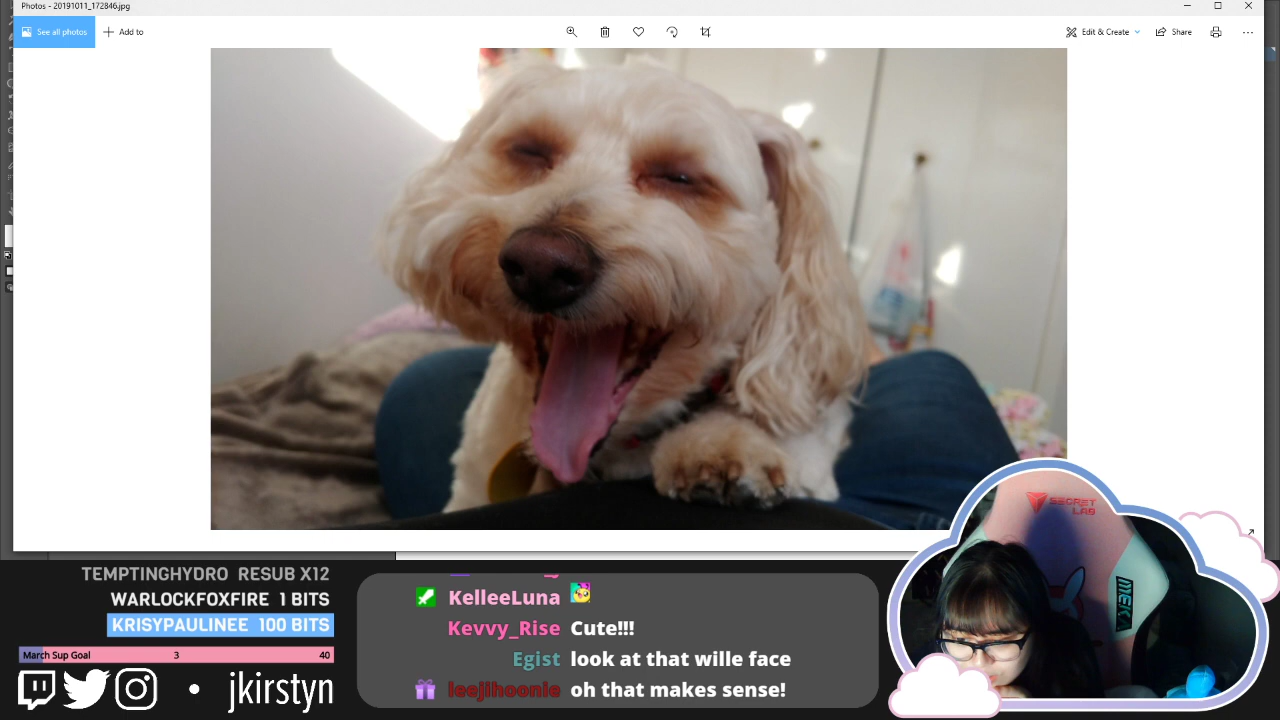 Photos - 20191011_172846.jpg
See all photos
Add to
Edit & Create
Share
SECRET
LAB
TEMPTINGHYDRO RESUB X12
WARLOCKFOXFIRE 1 BITS
KRISYPAULINEE 100 BITS
March Sup Goal 3 40
jkirstyn
KelleeLuna
Kevvy_Rise Cute!!!
Egist look at that wille face
leejihoonie oh that makes sense!